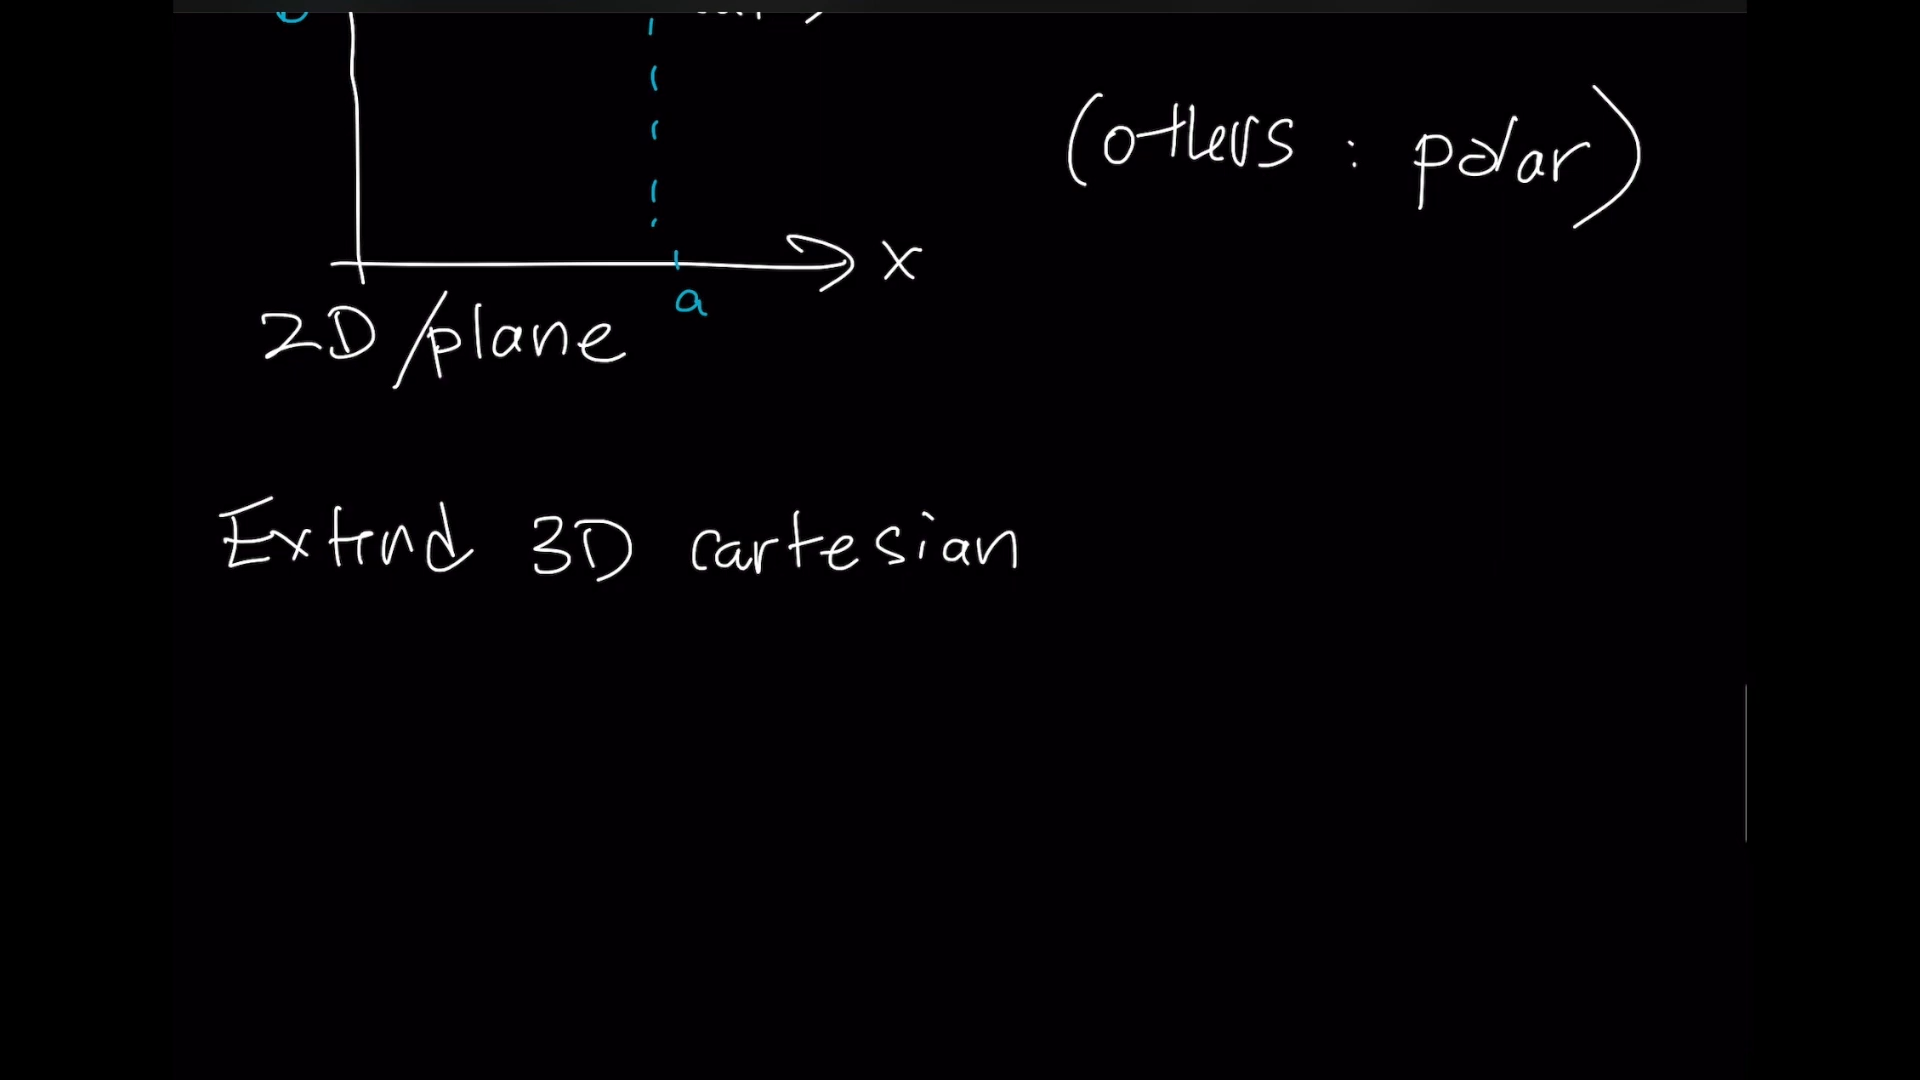 (others : polar)
x
a
2D/plane
Extend 3D cartesian